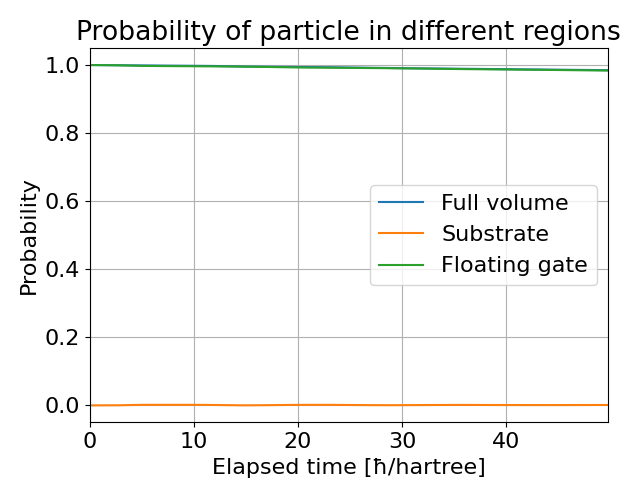 Probability of particle in different regions
1.0
0.8
0.6
0.4
0.2
0.0
Probability
Full volume
Substrate
Floating gate
0 10 20 30 40
Elapsed time [ħ/hartree]